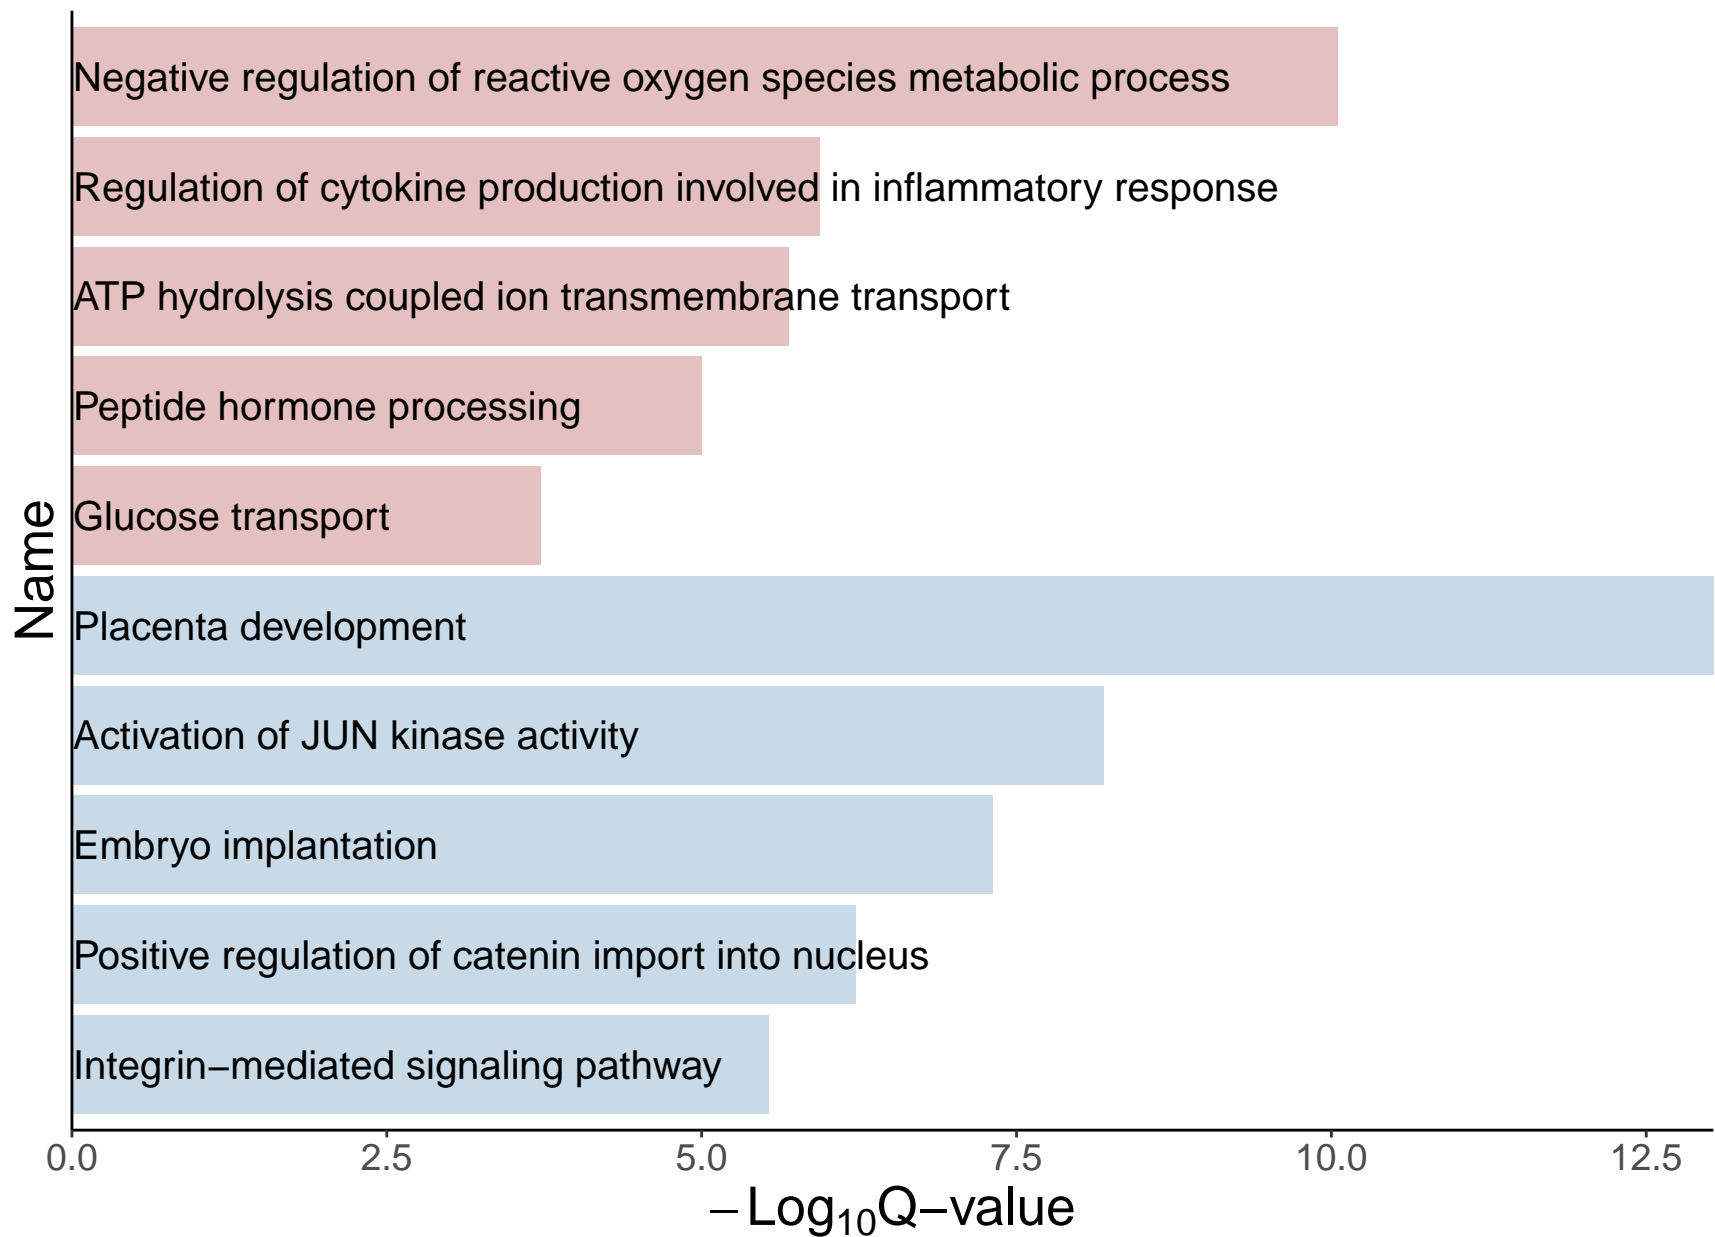 Negative regulation of reactive oxygen species metabolic process
Regulation of cytokine production involved in inflammatory response
ATP hydrolysis coupled ion transmembrane transport
Peptide hormone processing
Glucose transport
Placenta development
Activation of JUN kinase activity
Embryo implantation
Positive regulation of catenin import into nucleus
Integrin−mediated signaling pathway
Name
0.0 2.5 5.0 7.5 10.0 12.5
−Log₁₀Q−value